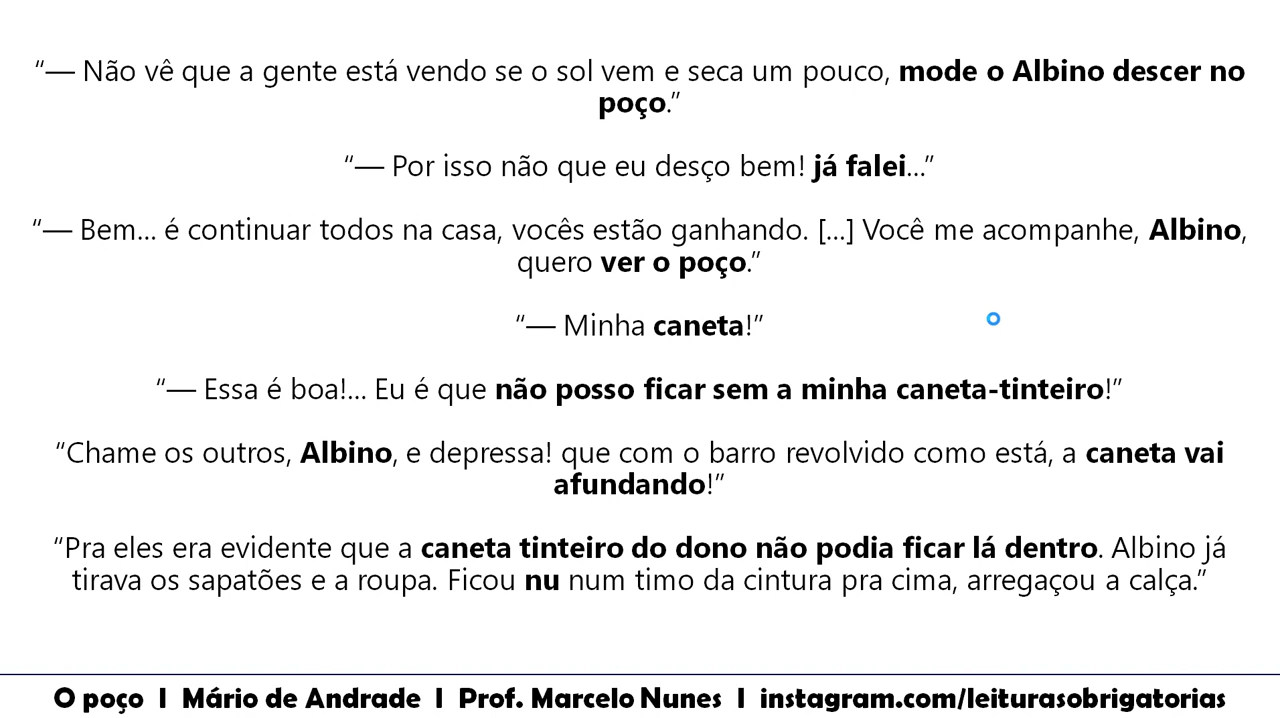 “— Não vê que a gente está vendo se o sol vem e seca um pouco, mode o Albino descer no
poço.”
“— Por isso não que eu desço bem! já falei...”
“— Bem... é continuar todos na casa, vocês estão ganhando. [...] Você me acompanhe, Albino,
quero ver o poço.”
“— Minha caneta!”
“— Essa é boa!... Eu é que não posso ficar sem a minha caneta-tinteiro!”
“Chame os outros, Albino, e depressa! que com o barro revolvido como está, a caneta vai
afundando!”
“Pra eles era evidente que a caneta tinteiro do dono não podia ficar lá dentro. Albino já
tirava os sapatões e a roupa. Ficou nu num timo da cintura pra cima, arregaçou a calça.”
O poço I Mário de Andrade I Prof. Marcelo Nunes I instagram.com/leiturasobrigatorias